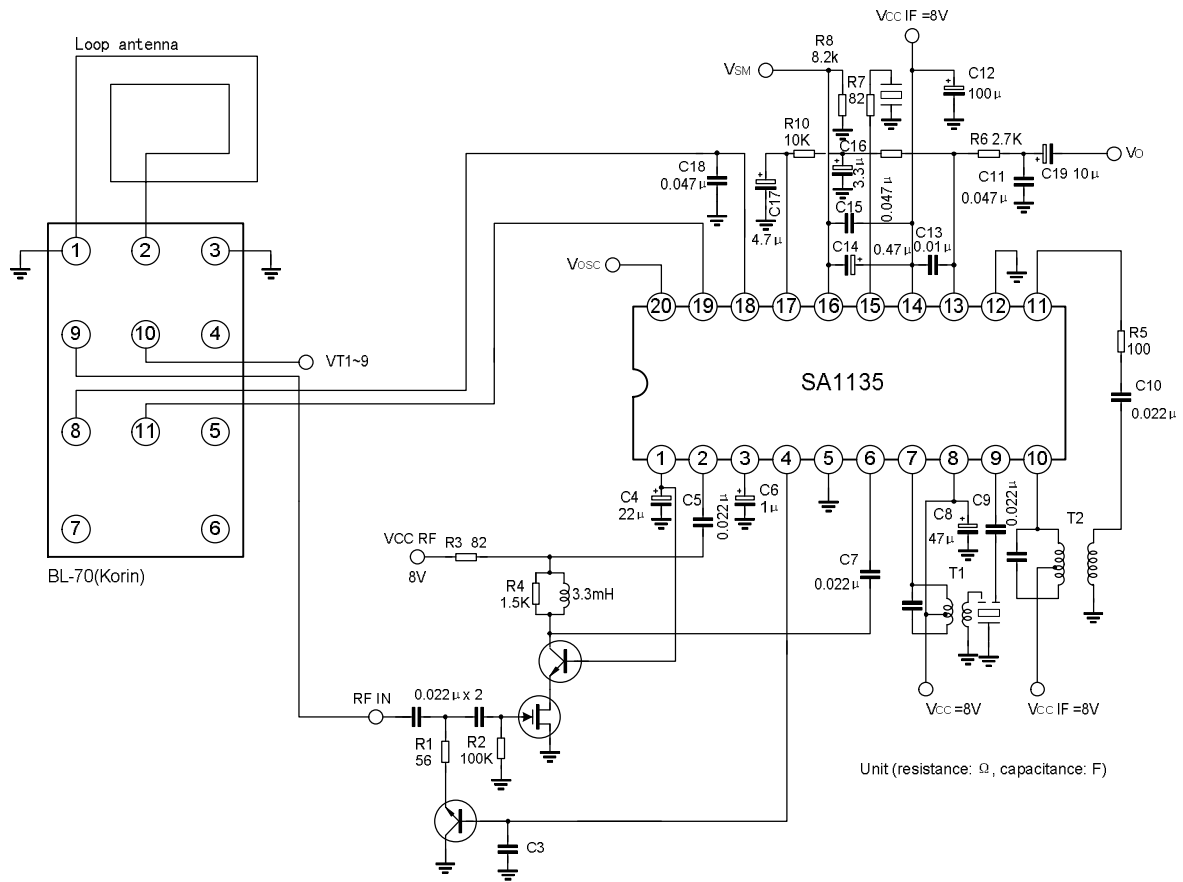 Loop antenna
1
2
3
9
10
4
VT1~9
8
11
5
7
6
BL-70(Korin)
VCC IF =8V
VSM
R8
8.2k
R7
82
C12
100µ
R10
10K
C16
3.3µ
R6 2.7K
VO
C18
0.047µ
C17
4.7µ
0.047µ
C11
0.047µ
C19 10µ
C15
C14
0.47µ
C13
0.01µ
VOSC
20
19
18
17
16
15
14
13
12
11
SA1135
R5
100
C10
0.022µ
1
2
3
4
5
6
7
8
9
10
C4
22µ
C5
0.022µ
C6
1µ
C7
0.022µ
C8
47µ
C9
0.022µ
T2
T1
VCC RF
8V
R3 82
R4
1.5K
3.3mH
RF IN
0.022µ x 2
R1
56
R2
100K
C3
VCC =8V
VCC IF =8V
Unit (resistance: Ω, capacitance: F)